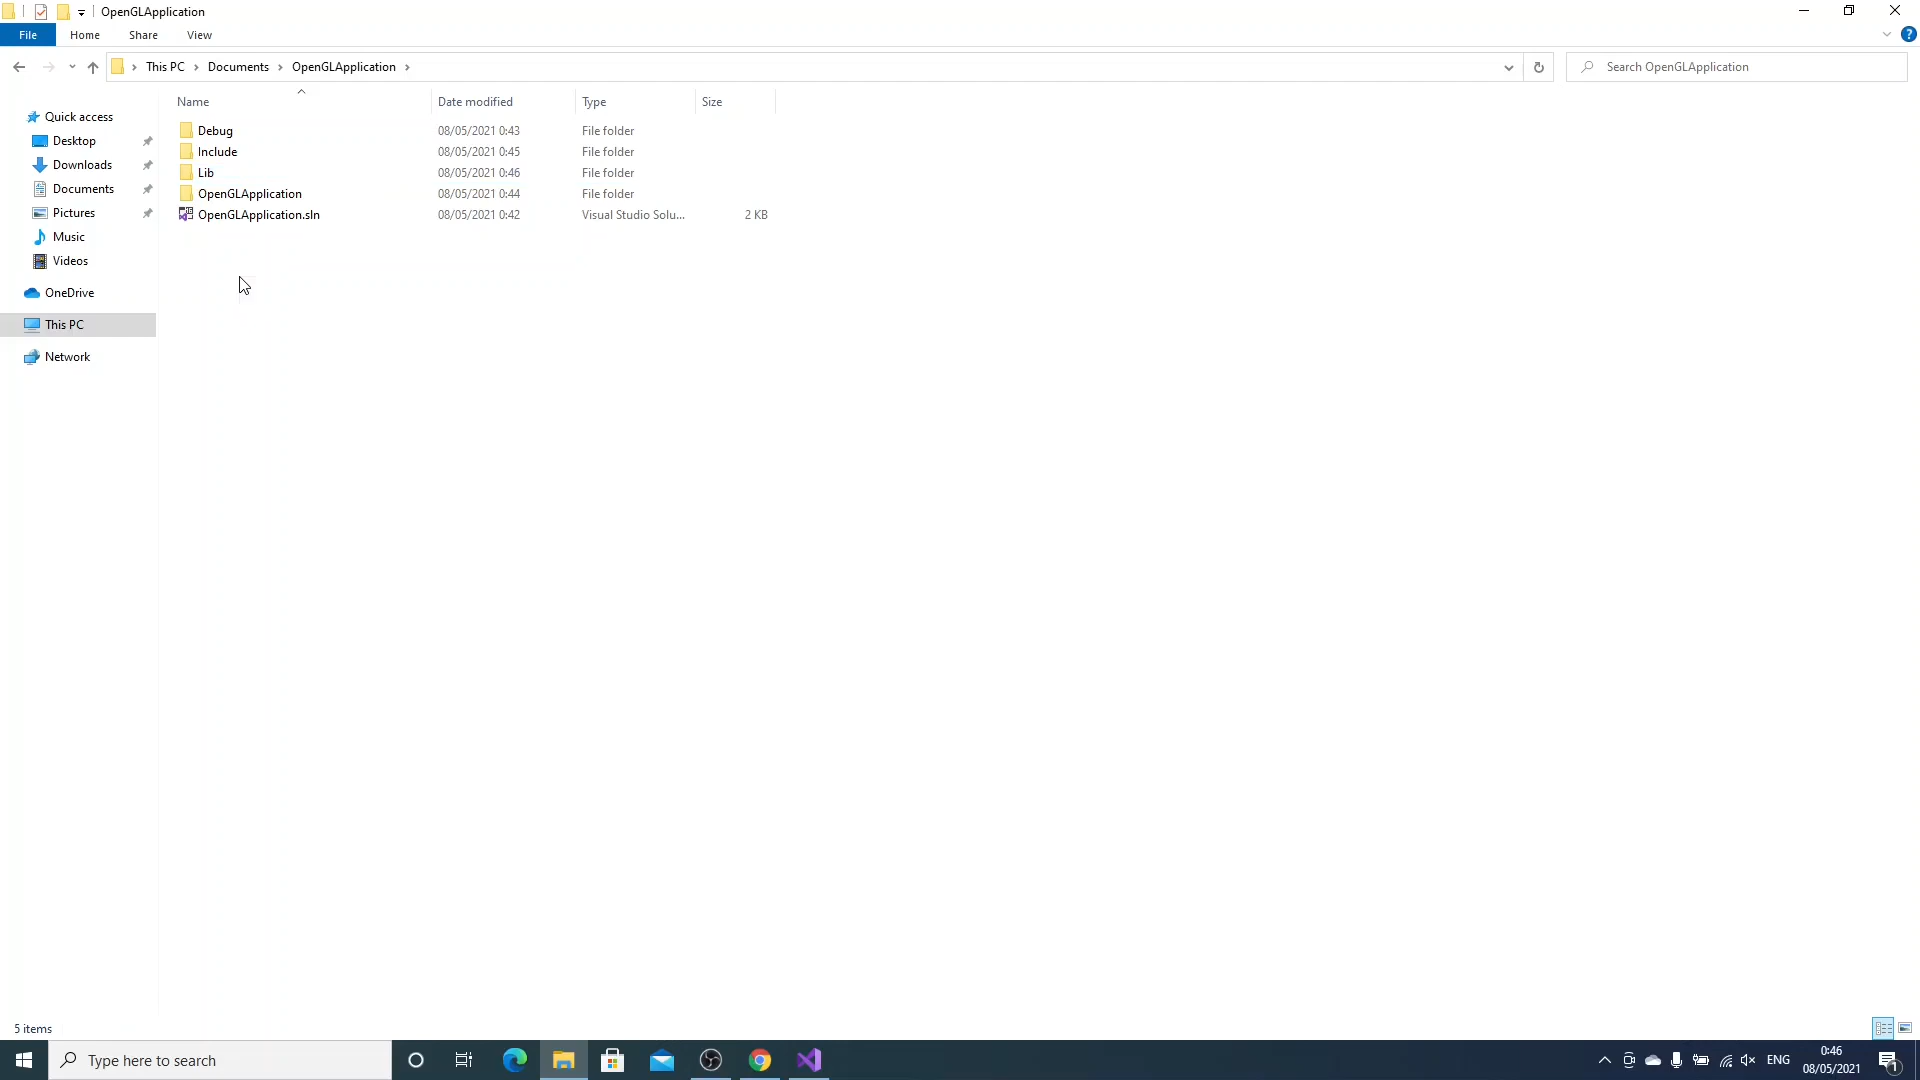 OpenGLApplication
File Home Share View
This PC Documents OpenGLApplication
Search OpenGLApplication
Name Date modified Type Size
Quick access
Desktop
Downloads
Documents
Pictures
Music
Videos
OneDrive
This PC
Network
Debug 08/05/2021 0:43 File folder
Include 08/05/2021 0:45 File folder
Lib 08/05/2021 0:46 File folder
OpenGLApplication 08/05/2021 0:44 File folder
OpenGLApplication.sln 08/05/2021 0:42 Visual Studio Solu... 2 KB
5 items
Type here to search
ENG
0:46
08/05/2021
1